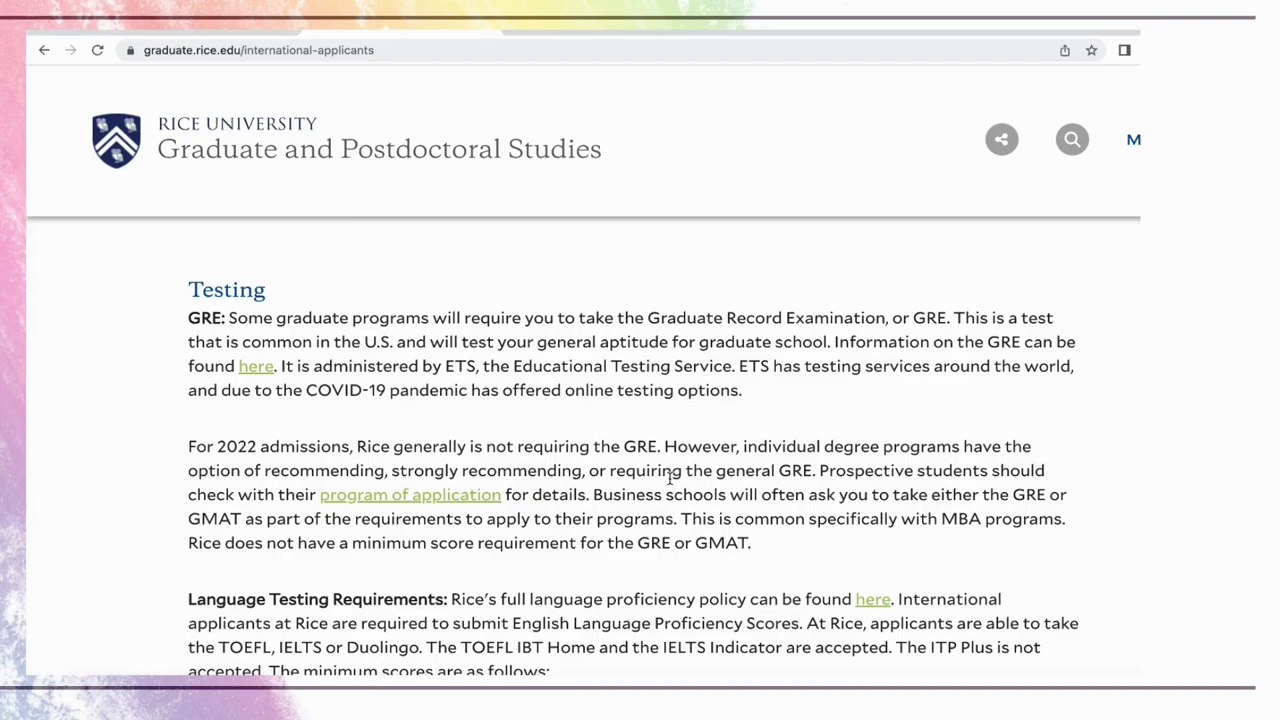 graduate.rice.edu/international-applicants
RICE UNIVERSITY
Graduate and Postdoctoral Studies
M
Testing
GRE: Some graduate programs will require you to take the Graduate Record Examination, or GRE. This is a test
that is common in the U.S. and will test your general aptitude for graduate school. Information on the GRE can be
found here. It is administered by ETS, the Educational Testing Service. ETS has testing services around the world,
and due to the COVID-19 pandemic has offered online testing options.
For 2022 admissions, Rice generally is not requiring the GRE. However, individual degree programs have the
option of recommending, strongly recommending, or requiring the general GRE. Prospective students should
check with their program of application for details. Business schools will often ask you to take either the GRE or
GMAT as part of the requirements to apply to their programs. This is common specifically with MBA programs.
Rice does not have a minimum score requirement for the GRE or GMAT.
Language Testing Requirements: Rice's full language proficiency policy can be found here. International
applicants at Rice are required to submit English Language Proficiency Scores. At Rice, applicants are able to take
the TOEFL, IELTS or Duolingo. The TOEFL IBT Home and the IELTS Indicator are accepted. The ITP Plus is not
accepted. The minimum scores are as follows: